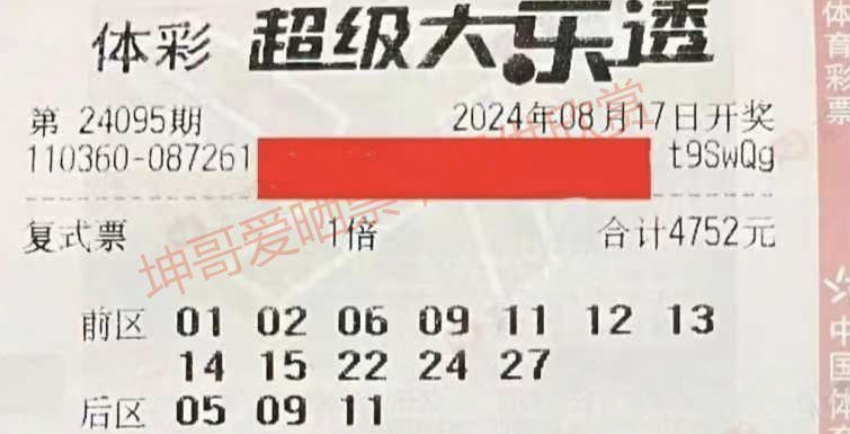 体彩 超级大乐透
第 24095期 2024年08月17日开奖
110360-087261 t9SwQg
复式票 1倍 合计4752元
坤哥爱晒票
欣赏
前区 01 02 06 09 11 12 13
14 15 22 24 27
后区 05 09 11
体育彩票
中国体育